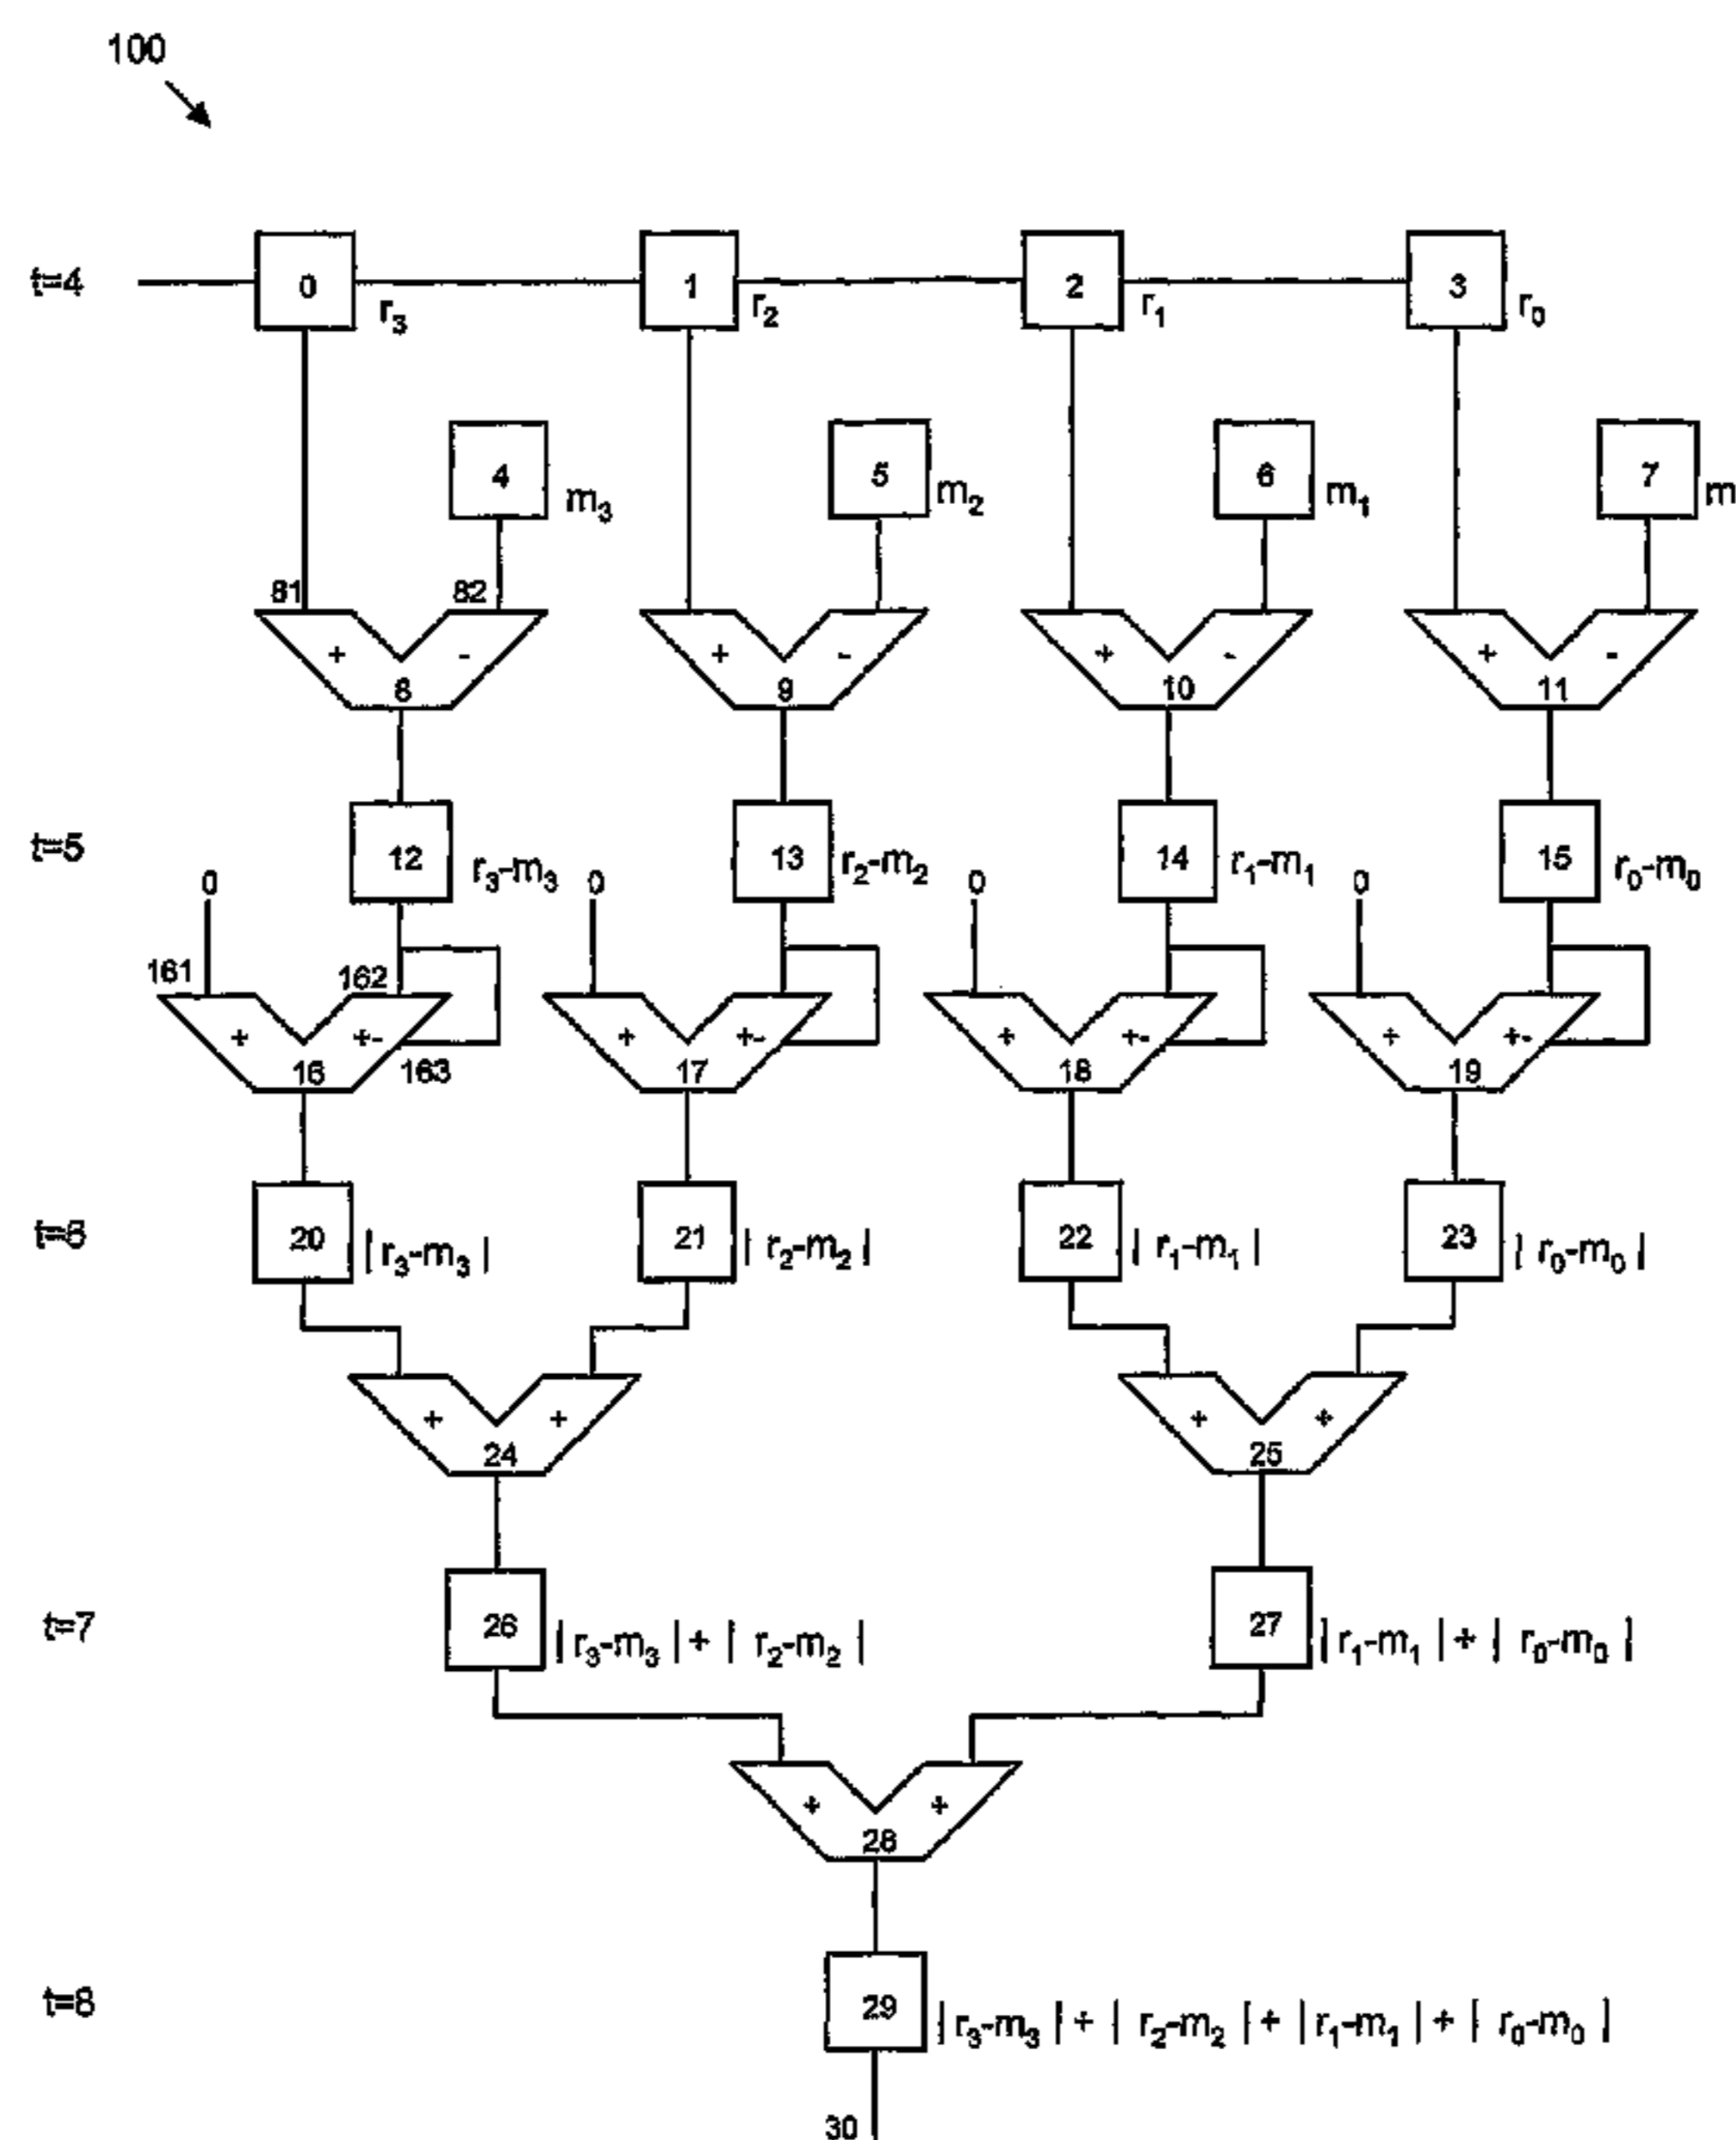 100
t=4
0
r₃
1
r₂
2
r₁
3
r₀
4
m₃
5
m₂
6
m₁
7
m
81
82
+ -
8
+ -
9
+ -
10
+ -
11
t=5
12
r₃-m₃
13
r₂-m₂
14
r₁-m₁
15
r₀-m₀
0
0
0
0
161
162
+ +-
16
163
+ +-
17
+ +-
18
+ +-
19
t=6
20
| r₃-m₃ |
21
| r₂-m₂ |
22
| r₁-m₁ |
23
| r₀-m₀ |
+ +
24
+ +
25
t=7
26
| r₃-m₃ | + | r₂-m₂ |
27
| r₁-m₁ | + | r₀-m₀ |
+ +
28
t=8
29
| r₃-m₃ | + | r₂-m₂ | + | r₁-m₁ | + | r₀-m₀ |
30